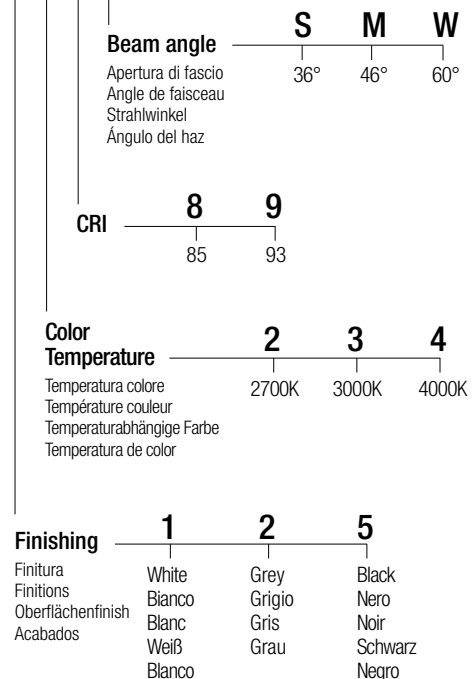 Beam angle S M W
Apertura di fascio 36° 46° 60°
Angle de faisceau
Strahlwinkel
Ángulo del haz
CRI 8 9
85 93
Color
Temperature 2 3 4
Temperatura colore 2700K 3000K 4000K
Température couleur
Temperaturabhängige Farbe
Temperatura de color
Finishing 1 2 5
Finitura White Grey Black
Finitions Bianco Grigio Nero
Oberflächenfinish Blanc Gris Noir
Acabados Weiß Grau Schwarz
Blanco Negro